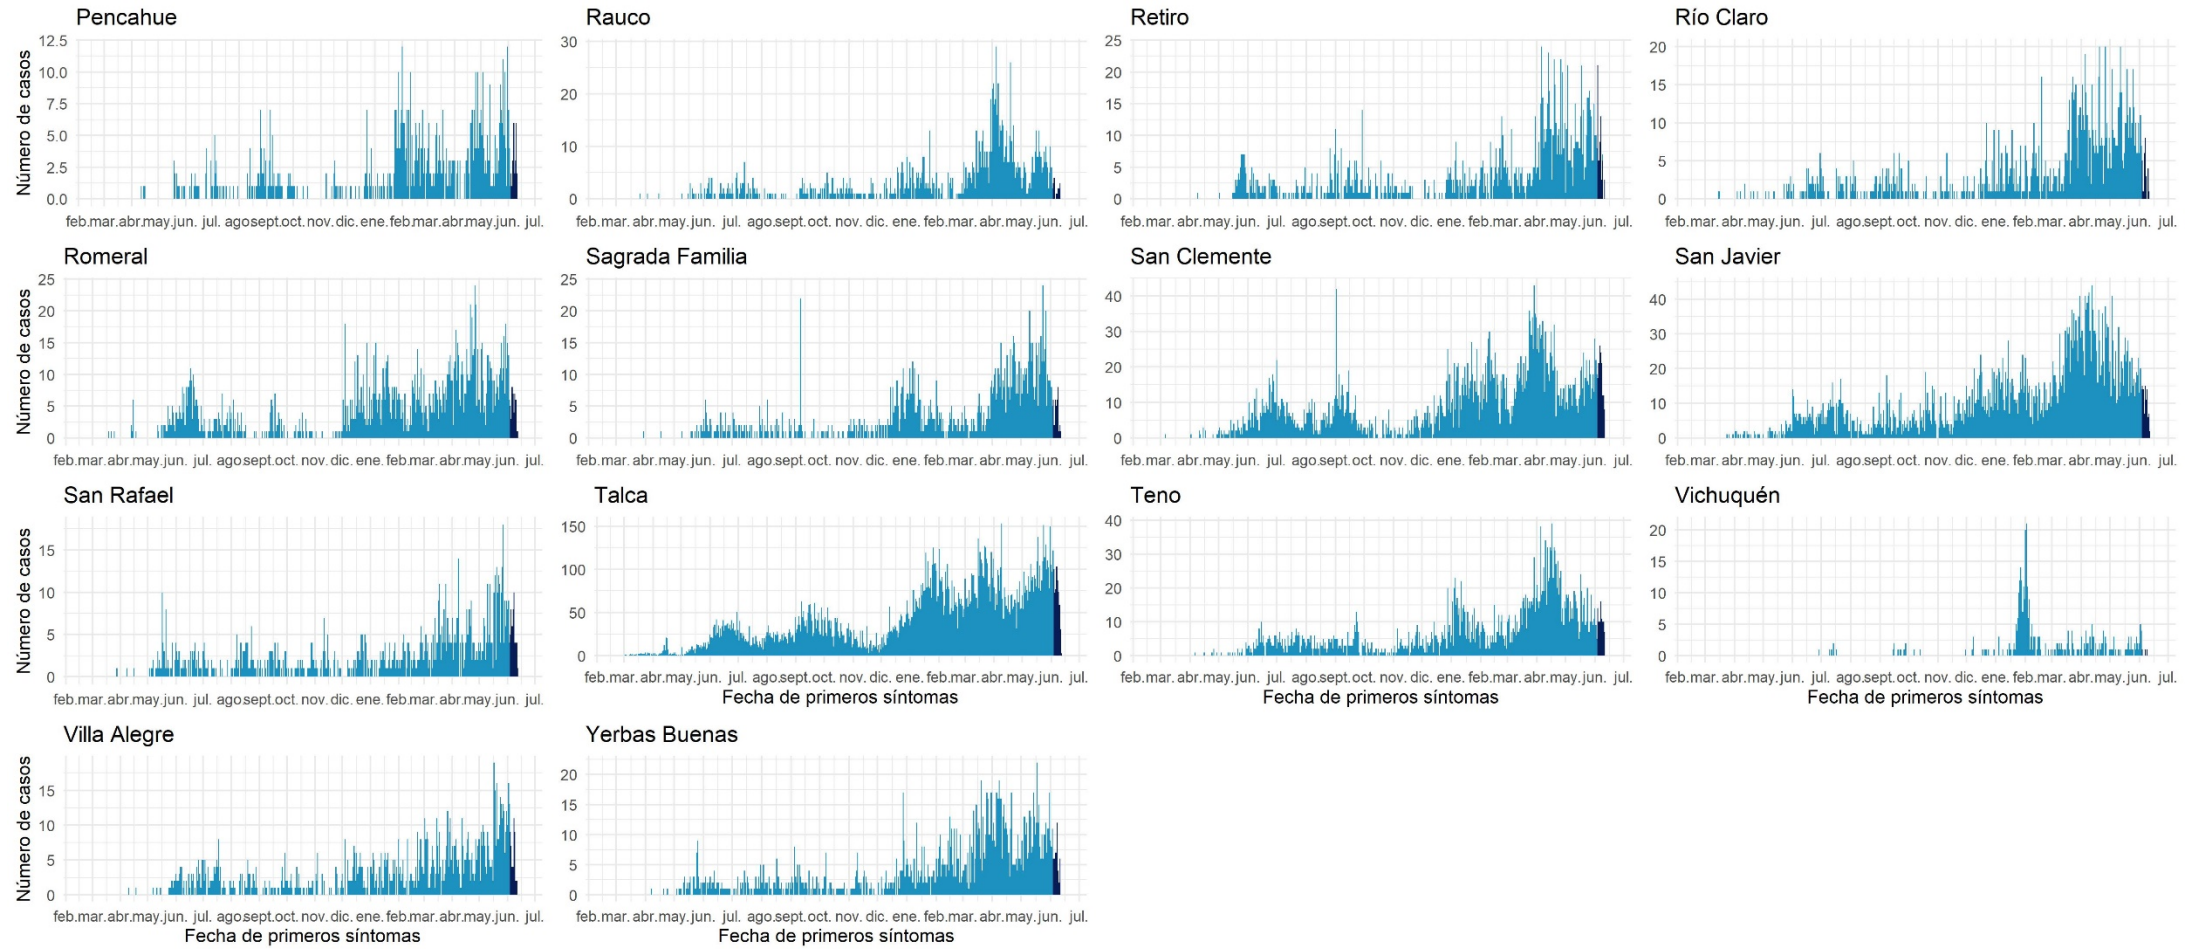 Pencahue
Rauco
Retiro
Río Claro
Número de casos
12.5
10.0
7.5
5.0
2.5
0.0
feb.mar. abr.may.jun. jul. ago.sept.oct. nov. dic. ene. feb.mar. abr.may.jun. jul.
30
20
10
0
feb.mar. abr.may.jun. jul. ago.sept.oct. nov. dic. ene. feb.mar. abr.may.jun. jul.
25
20
15
10
5
0
feb.mar. abr.may.jun. jul. ago.sept.oct. nov. dic. ene. feb.mar. abr.may.jun. jul.
20
15
10
5
0
feb.mar. abr.may.jun. jul. ago.sept.oct. nov. dic. ene. feb.mar. abr.may.jun. jul.
Romeral
Sagrada Familia
San Clemente
San Javier
Número de casos
25
20
15
10
5
0
feb.mar. abr.may.jun. jul. ago.sept.oct. nov. dic. ene. feb.mar. abr.may.jun. jul.
25
20
15
10
5
0
feb.mar. abr.may.jun. jul. ago.sept.oct. nov. dic. ene. feb.mar. abr.may.jun. jul.
40
30
20
10
0
feb.mar. abr.may.jun. jul. ago.sept.oct. nov. dic. ene. feb.mar. abr.may.jun. jul.
40
30
20
10
0
feb.mar. abr.may.jun. jul. ago.sept.oct. nov. dic. ene. feb.mar. abr.may.jun. jul.
San Rafael
Talca
Teno
Vichuquén
Número de casos
15
10
5
0
feb.mar. abr.may.jun. jul. ago.sept.oct. nov. dic. ene. feb.mar. abr.may.jun. jul.
150
100
50
0
feb.mar. abr.may.jun. jul. ago.sept.oct. nov. dic. ene. feb.mar. abr.may.jun. jul.
Fecha de primeros síntomas
40
30
20
10
0
feb.mar. abr.may.jun. jul. ago.sept.oct. nov. dic. ene. feb.mar. abr.may.jun. jul.
Fecha de primeros síntomas
20
15
10
5
0
feb.mar. abr.may.jun. jul. ago.sept.oct. nov. dic. ene. feb.mar. abr.may.jun. jul.
Fecha de primeros síntomas
Villa Alegre
Yerbas Buenas
Número de casos
15
10
5
0
feb.mar. abr.may.jun. jul. ago.sept.oct. nov. dic. ene. feb.mar. abr.may.jun. jul.
Fecha de primeros síntomas
20
15
10
5
0
feb.mar. abr.may.jun. jul. ago.sept.oct. nov. dic. ene. feb.mar. abr.may.jun. jul.
Fecha de primeros síntomas